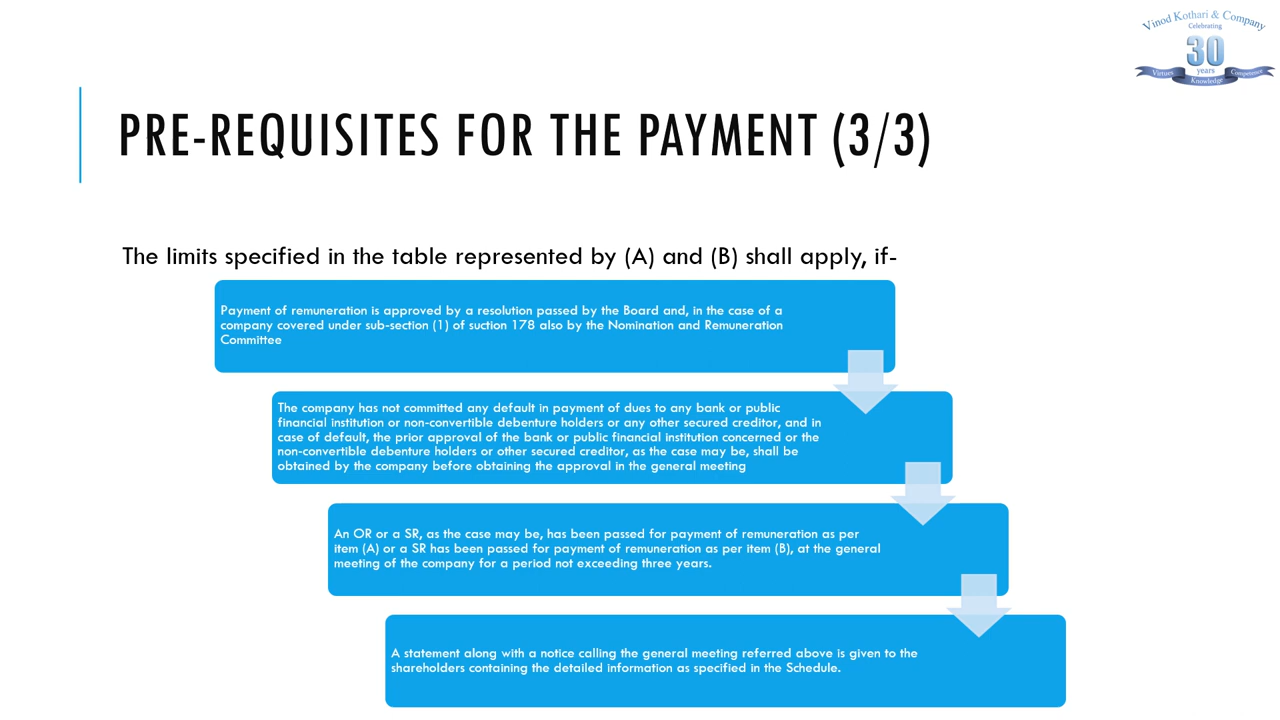 Vinod Kothari & Company
Celebrating
30
years
Virtues
Knowledge
Competence
PRE-REQUISITES FOR THE PAYMENT (3/3)
The limits specified in the table represented by (A) and (B) shall apply, if-
Payment of remuneration is approved by a resolution passed by the Board and, in the case of a
company covered under sub-section (1) of suction 178 also by the Nomination and Remuneration
Committee
The company has not committed any default in payment of dues to any bank or public
financial institution or non-convertible debenture holders or any other secured creditor, and in
case of default, the prior approval of the bank or public financial institution concerned or the
non-convertible debenture holders or other secured creditor, as the case may be, shall be
obtained by the company before obtaining the approval in the general meeting
An OR or a SR, as the case may be, has been passed for payment of remuneration as per
item (A) or a SR has been passed for payment of remuneration as per item (B), at the general
meeting of the company for a period not exceeding three years.
A statement along with a notice calling the general meeting referred above is given to the
shareholders containing the detailed information as specified in the Schedule.